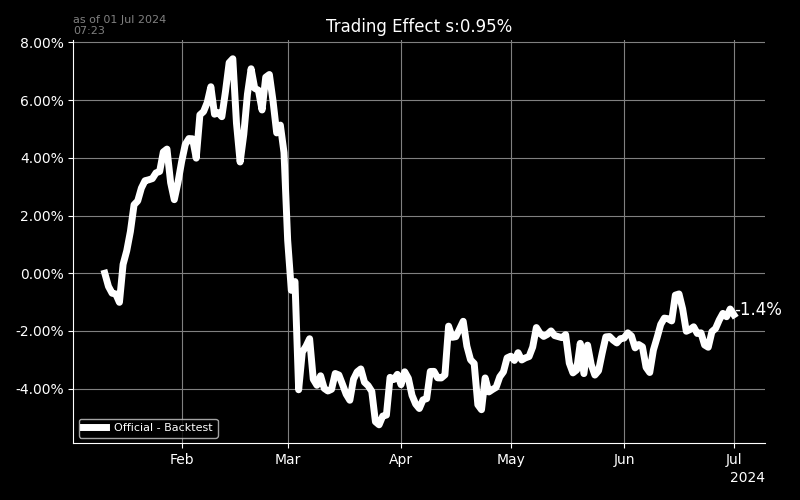 as of 01 Jul 2024
07:23
Trading Effect s:0.95%
8.00%
6.00%
4.00%
2.00%
0.00%
-2.00%
-4.00%
-1.4%
Official - Backtest
Feb
Mar
Apr
May
Jun
Jul
2024